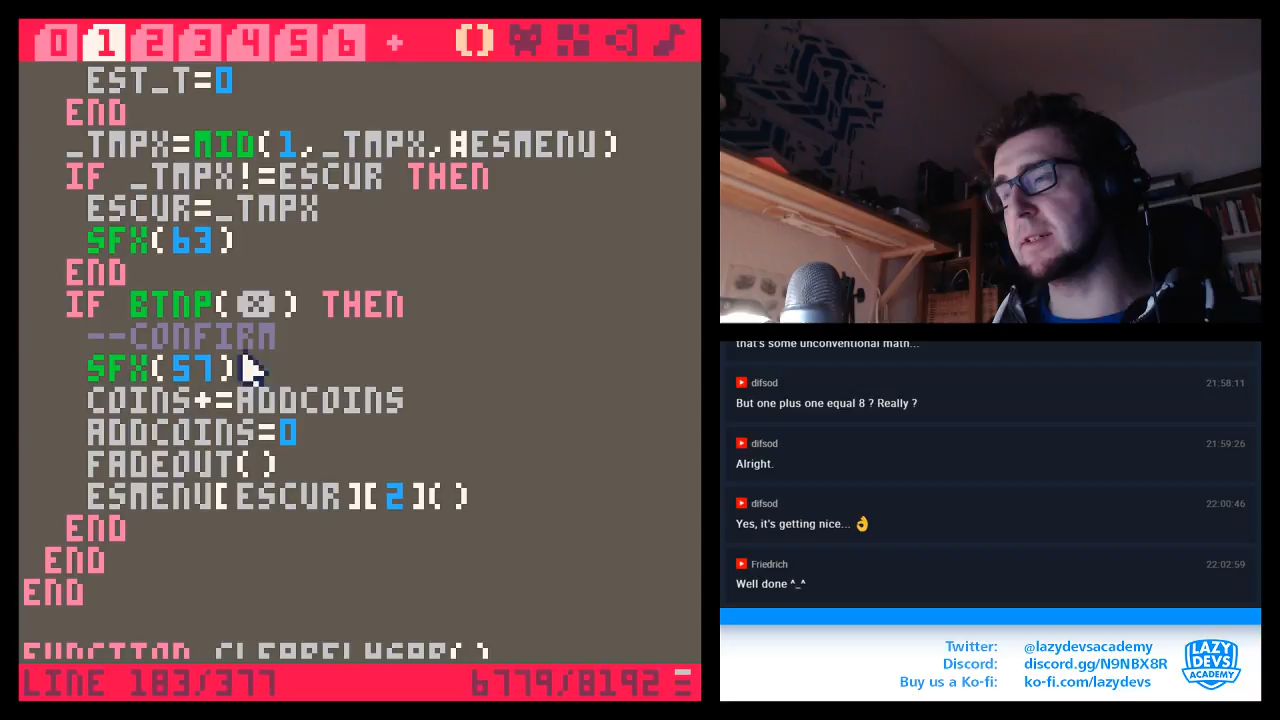 0 1 2 3 4 5 6 +
EST_T=0
END
_TMPX=MID(1,_TMPX,#ESMENU)
IF _TMPX!=ESCUR THEN
ESCUR=_TMPX
SFX(63)
END
IF BTNP(❎) THEN
--CONFIRM
SFX(57)
COINS+=ADDCOINS
ADDCOINS=0
FADEOUT()
ESMENU[ESCUR][2]()
END
END
END
FUNCTION
LINE 183/377
6779/8192
that's some unconventional math...
difsod 21:58:11
But one plus one equal 8 ? Really ?
difsod 21:59:26
Alright.
difsod 22:00:46
Yes, it's getting nice... 👌
Friedrich 22:02:59
Well done ^_^
Twitter: @lazydevsacademy
Discord: discord.gg/N9NBX8R
Buy us a Ko-fi: ko-fi.com/lazydevs
LAZY
DEVS
ACADEMY